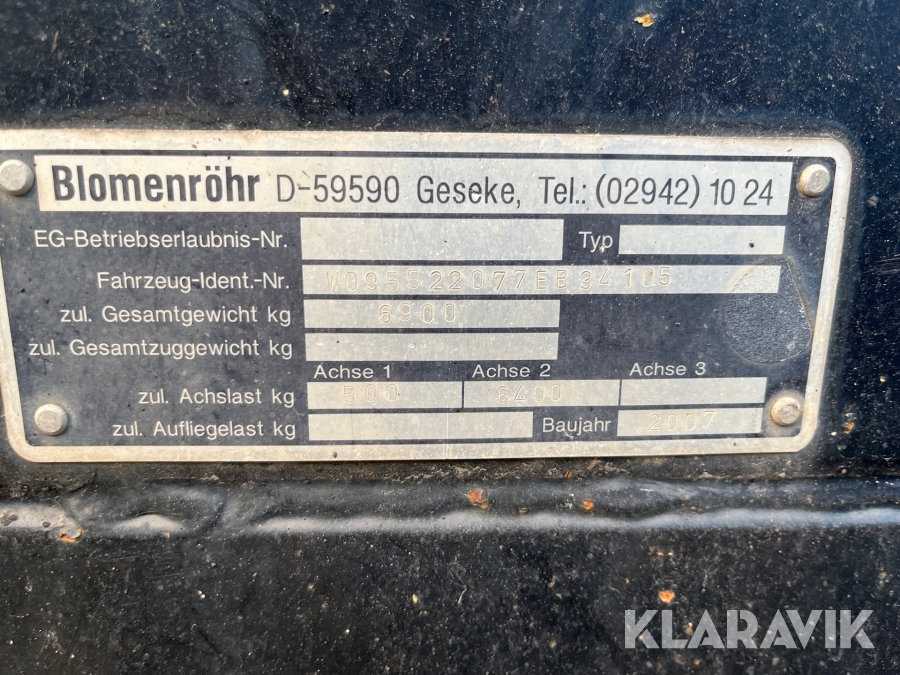 Blomenröhr D-59590 Geseke, Tel.: (02942) 10 24
EG-Betriebserlaubnis-Nr. Typ
Fahrzeug-Ident.-Nr. W09552207 7EB34105
zul. Gesamtgewicht kg 6900
zul. Gesamtzuggewicht kg
Achse 1 Achse 2 Achse 3
zul. Achslast kg 500 6400
zul. Aufliegelast kg Baujahr 2007
KLARAVIK